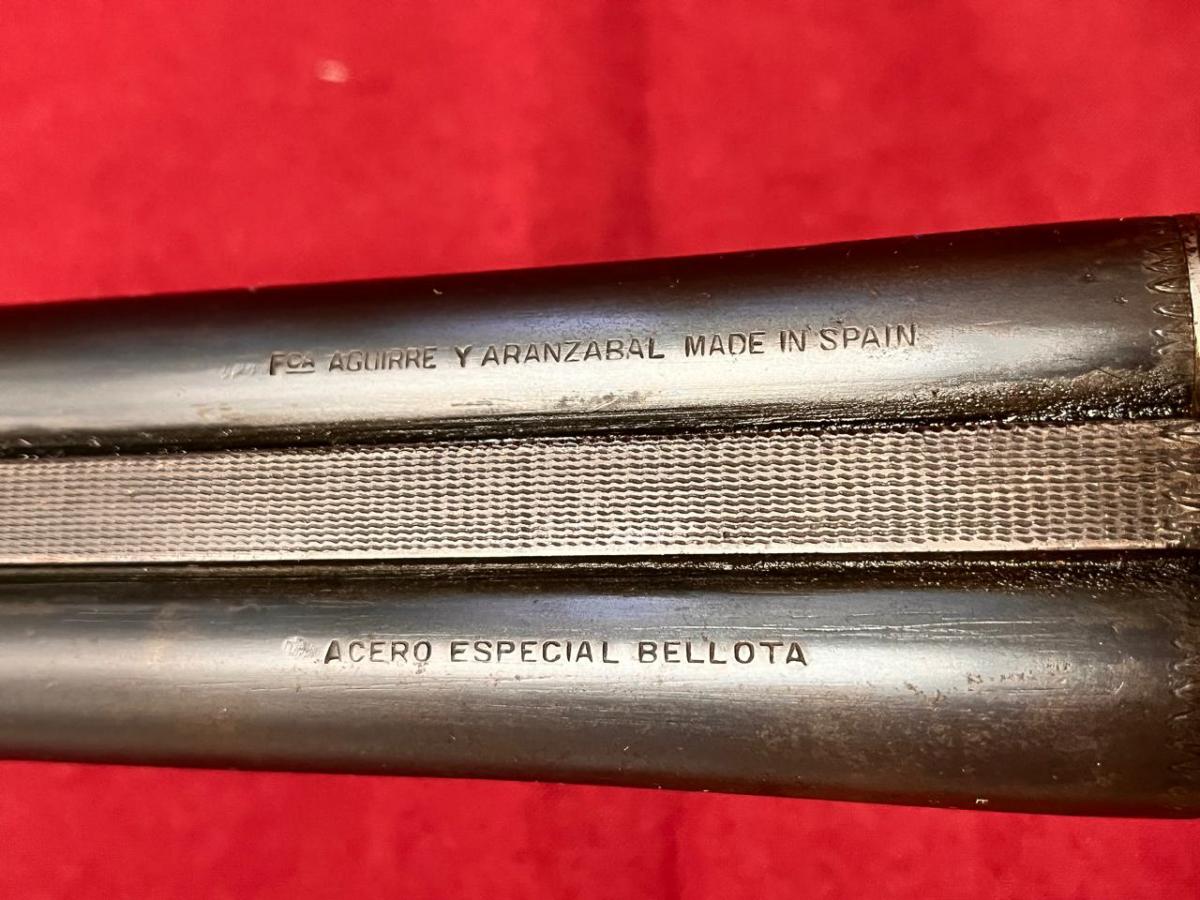 FCA AGUIRRE Y ARANZABAL MADE IN SPAIN
ACERO ESPECIAL BELLOTA